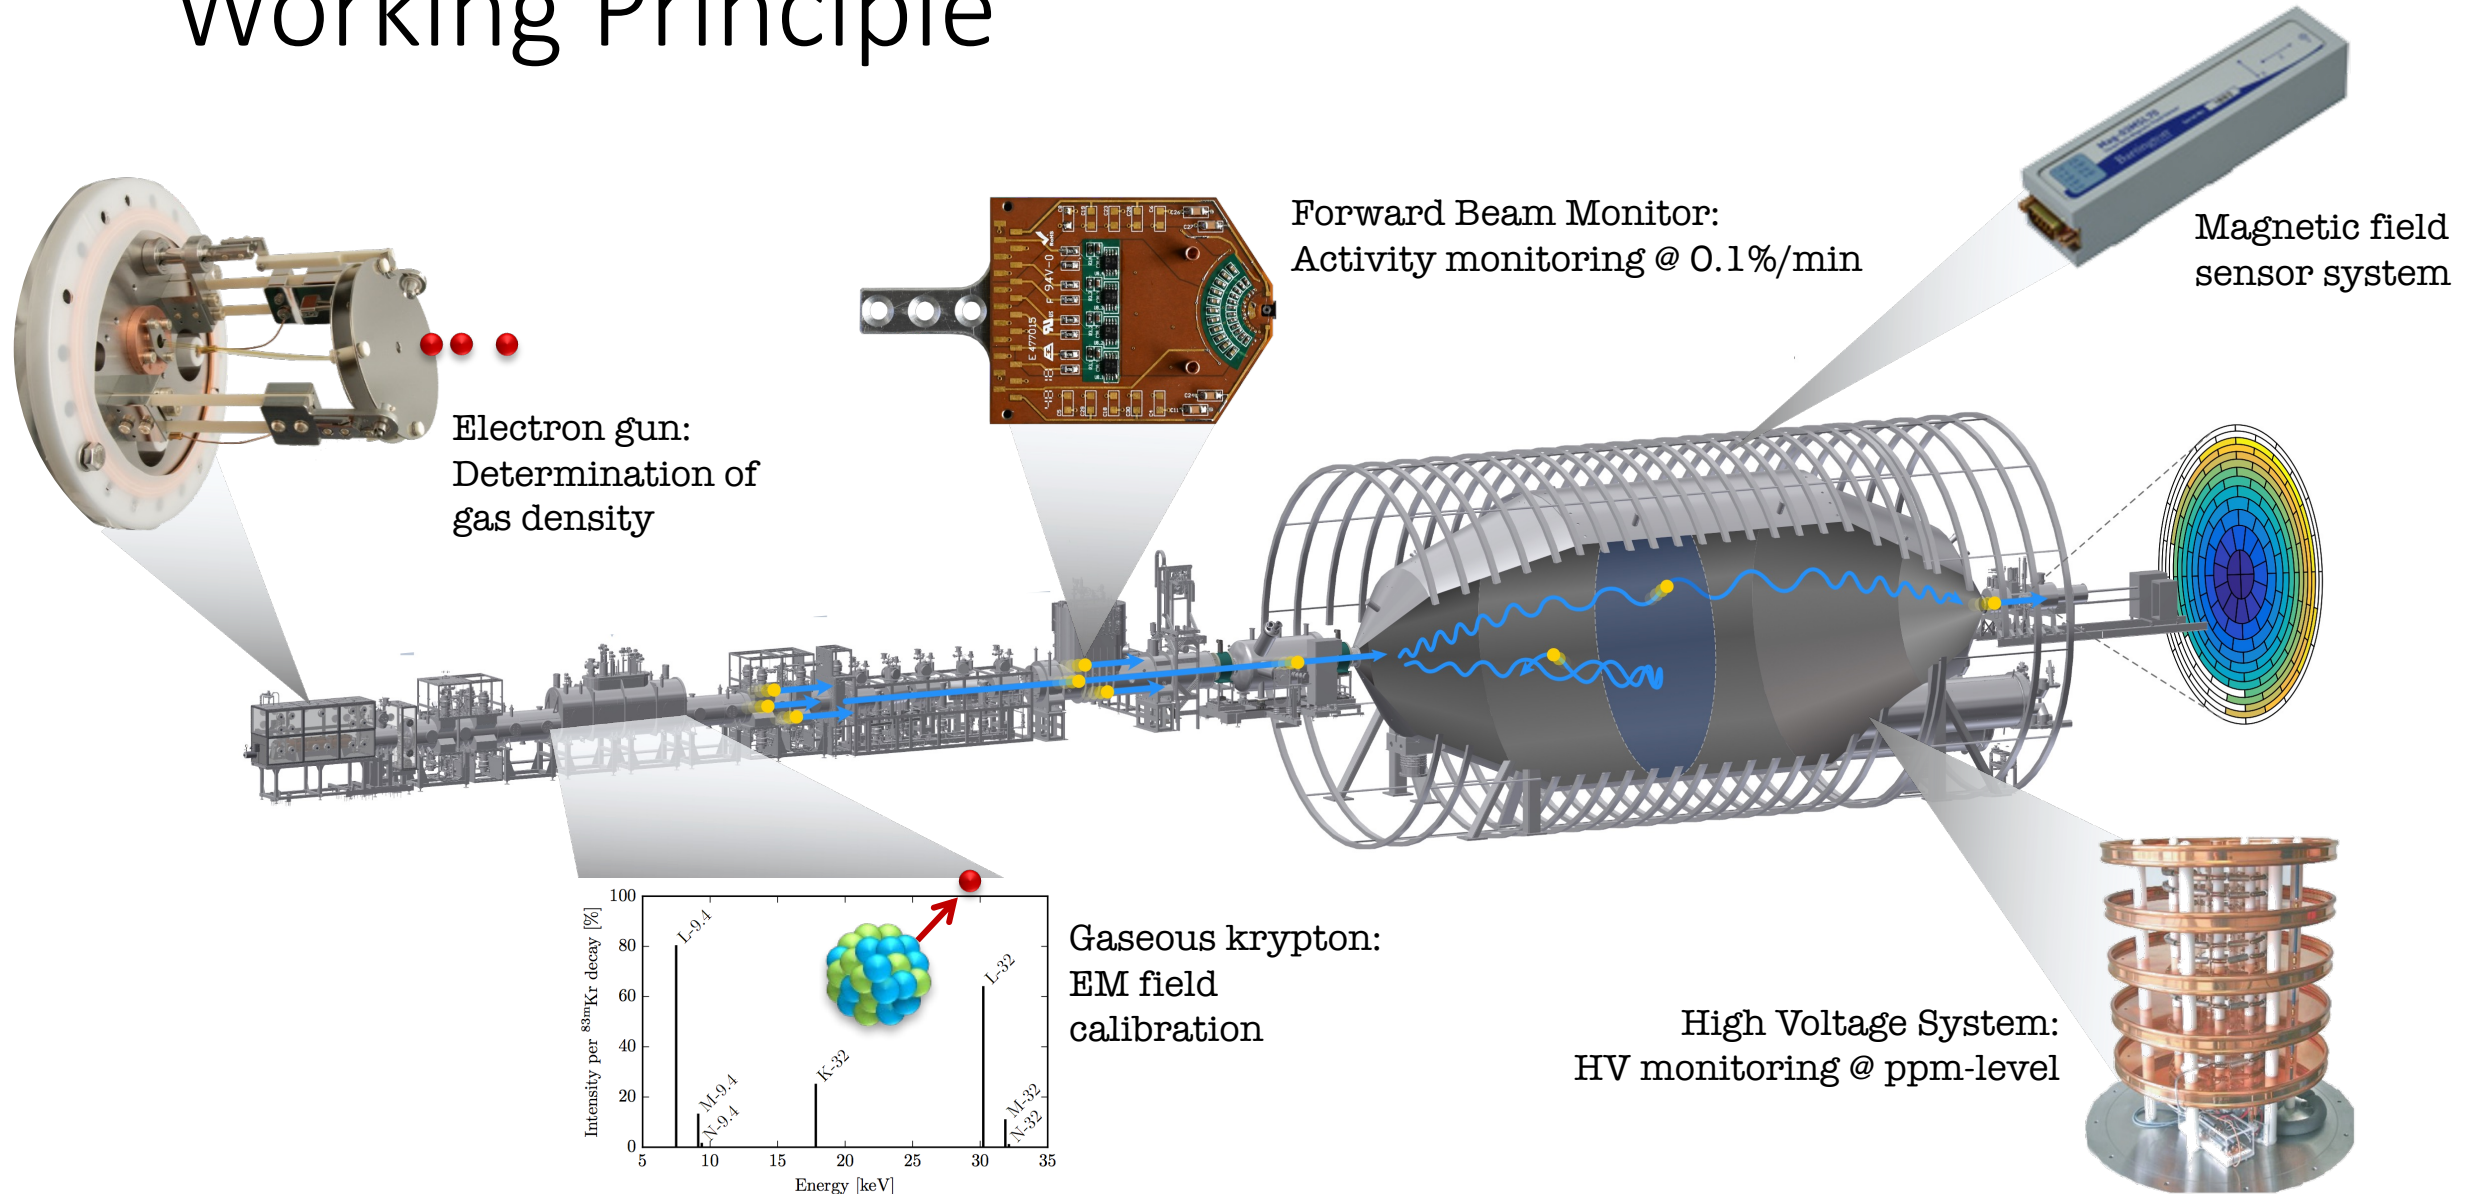 Working Principle
Forward Beam Monitor:
Activity monitoring @ 0.1%/min
Magnetic field
sensor system
Electron gun:
Determination of
gas density
E477015
94V-0
Gaseous krypton:
EM field
calibration
High Voltage System:
HV monitoring @ ppm-level
Intensity per 83mKr decay [%]
100
80
60
40
20
0
L-9.4
M-9.4
N-9.4
K-32
L-32
M-32
N-32
5 10 15 20 25 30 35
Energy [keV]